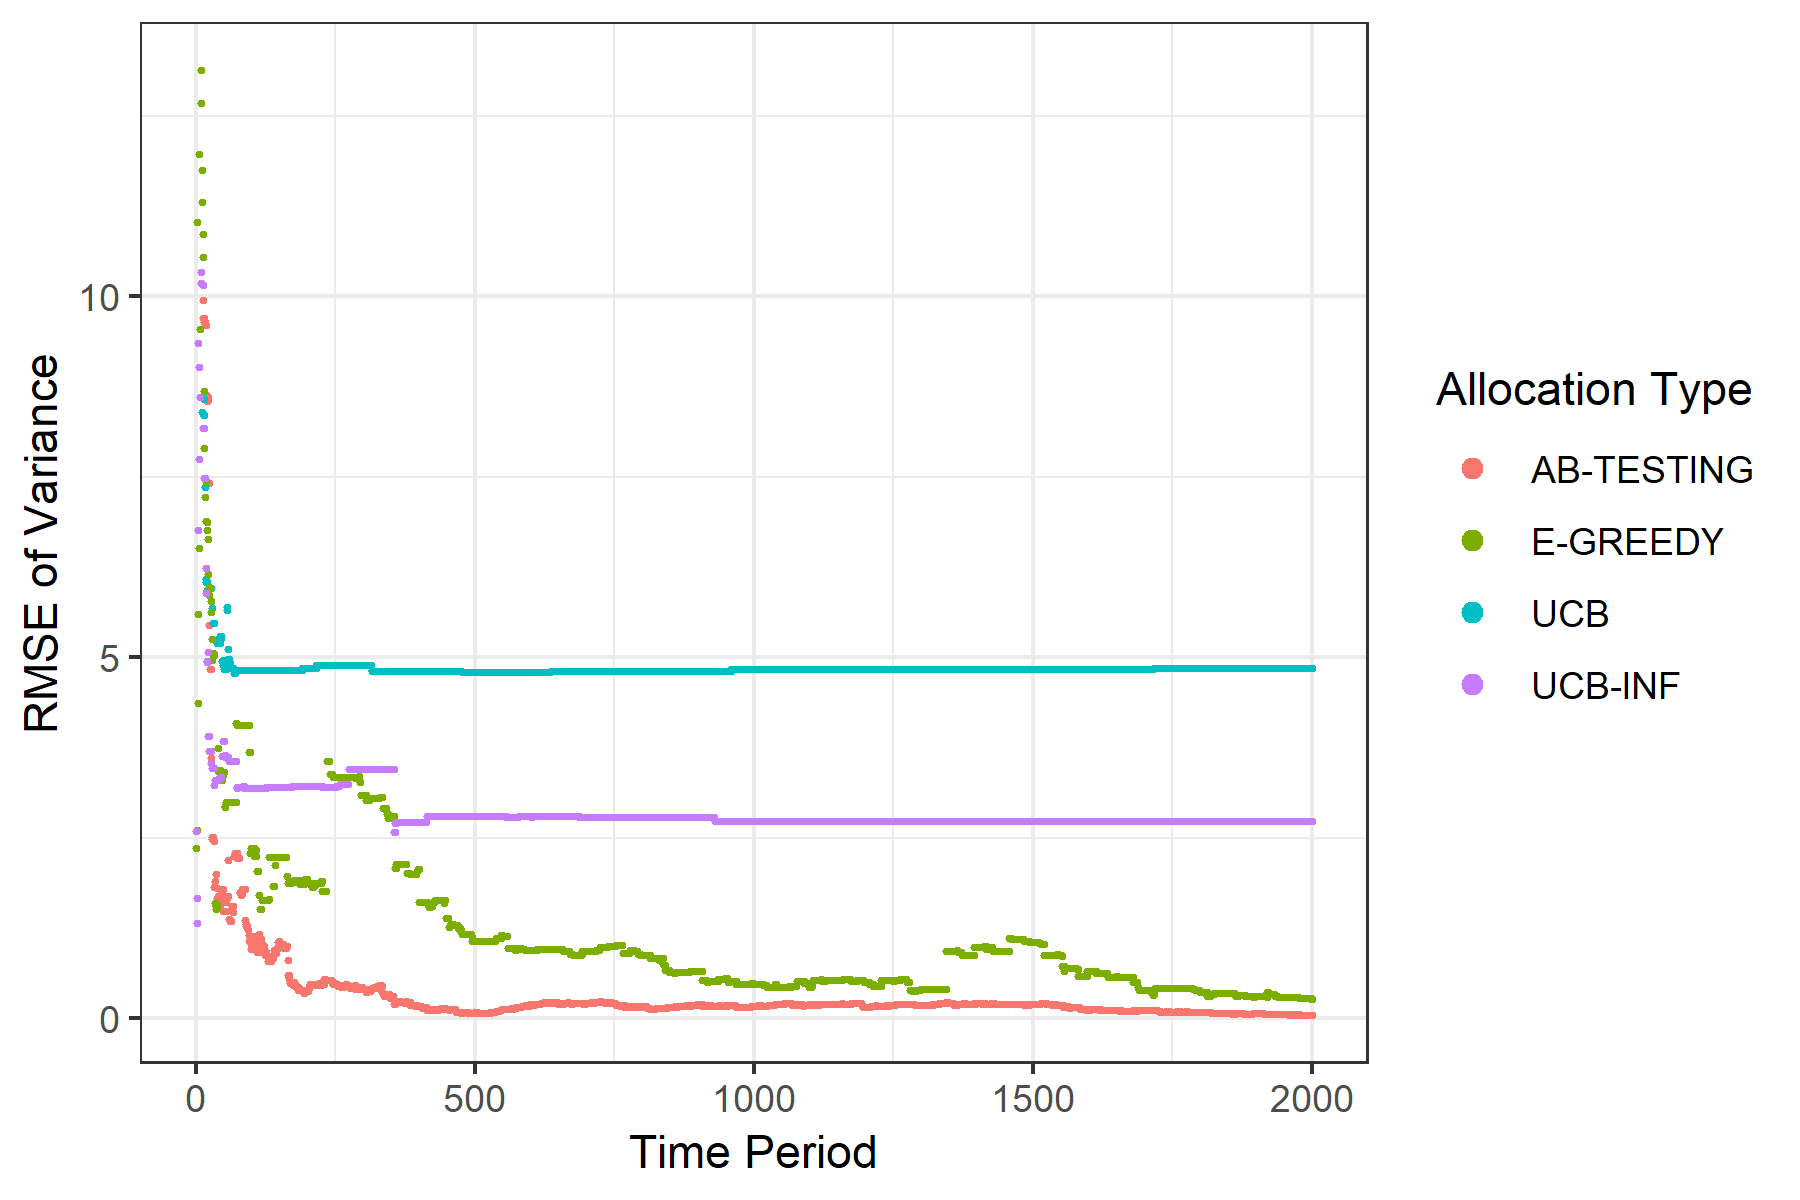 RMSE of Variance
10
5
0
0 500 1000 1500 2000
Time Period
Allocation Type
AB-TESTING
E-GREEDY
UCB
UCB-INF